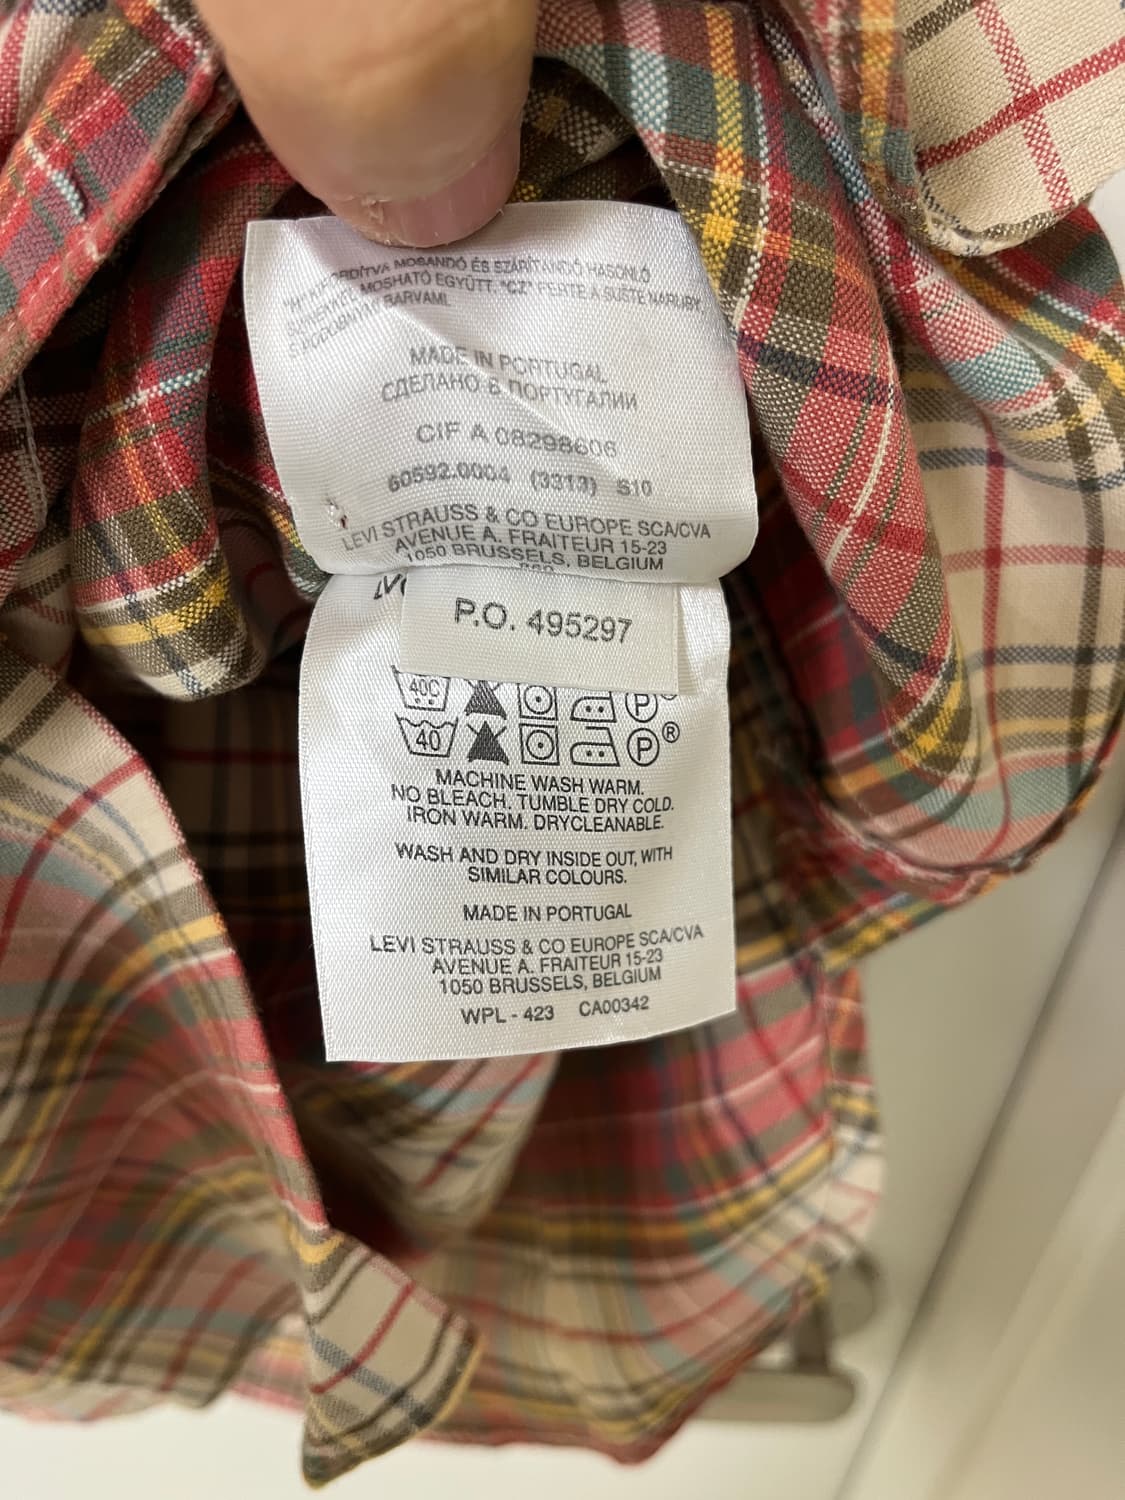 "H" KIFORDÍTVA MOSANDÓ ÉS SZÁRÍTANDÓ HASONLÓ
SZINEKKEL MOSHATÓ EGYÜTT. "CZ" PERTE A SUŠTE NARUBY,
S PODOBNÝMI BARVAMI.
MADE IN PORTUGAL
СДЕЛАНО В ПОРТУГАЛИИ
CIF A 08298606
60592.0004 (3313) S10
LEVI STRAUSS & CO EUROPE SCA/CVA
AVENUE A. FRAITEUR 15-23
1050 BRUSSELS, BELGIUM
P.O. 495297
40C P
40 P ®
MACHINE WASH WARM.
NO BLEACH. TUMBLE DRY COLD.
IRON WARM. DRYCLEANABLE.
WASH AND DRY INSIDE OUT, WITH
SIMILAR COLOURS.
MADE IN PORTUGAL
LEVI STRAUSS & CO EUROPE SCA/CVA
AVENUE A. FRAITEUR 15-23
1050 BRUSSELS, BELGIUM
WPL - 423 CA00342